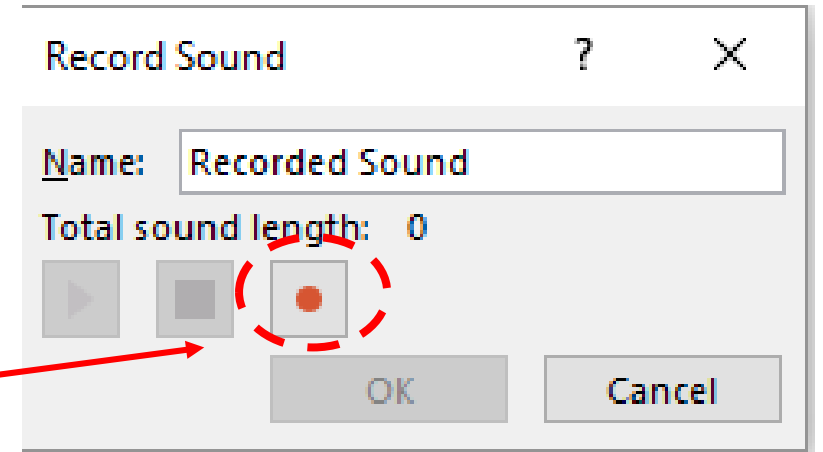 Record Sound ?
Name: Recorded Sound
Total sound length: 0
OK Cancel